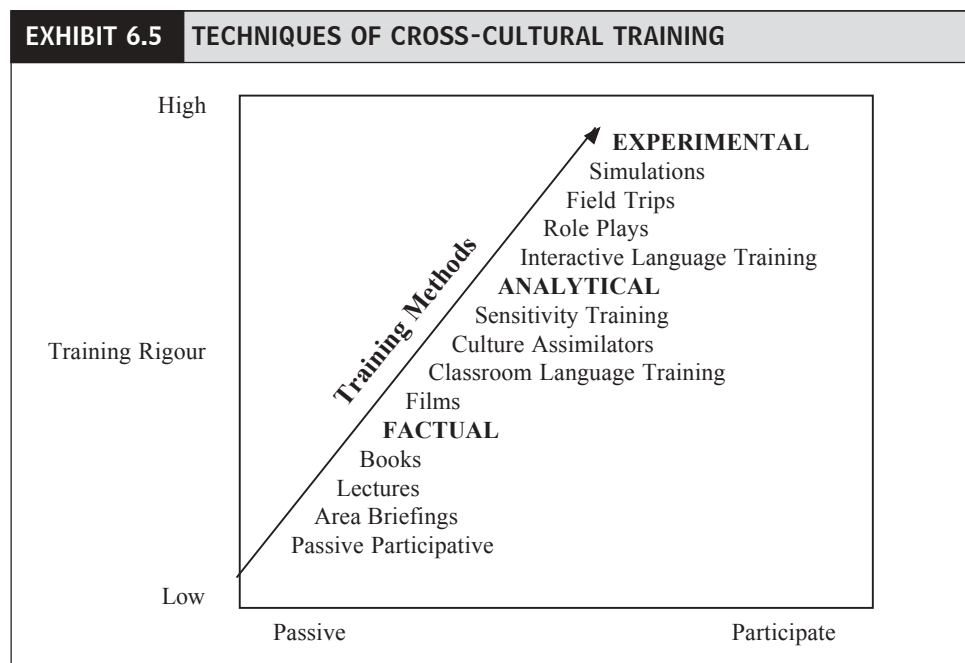 EXHIBIT 6.5 TECHNIQUES OF CROSS-CULTURAL TRAINING
High
EXPERIMENTAL
Simulations
Field Trips
Role Plays
Interactive Language Training
ANALYTICAL
Sensitivity Training
Training Rigour
Culture Assimilators
Classroom Language Training
Films
FACTUAL
Books
Lectures
Area Briefings
Passive Participative
Training Methods
Low
Passive Participate